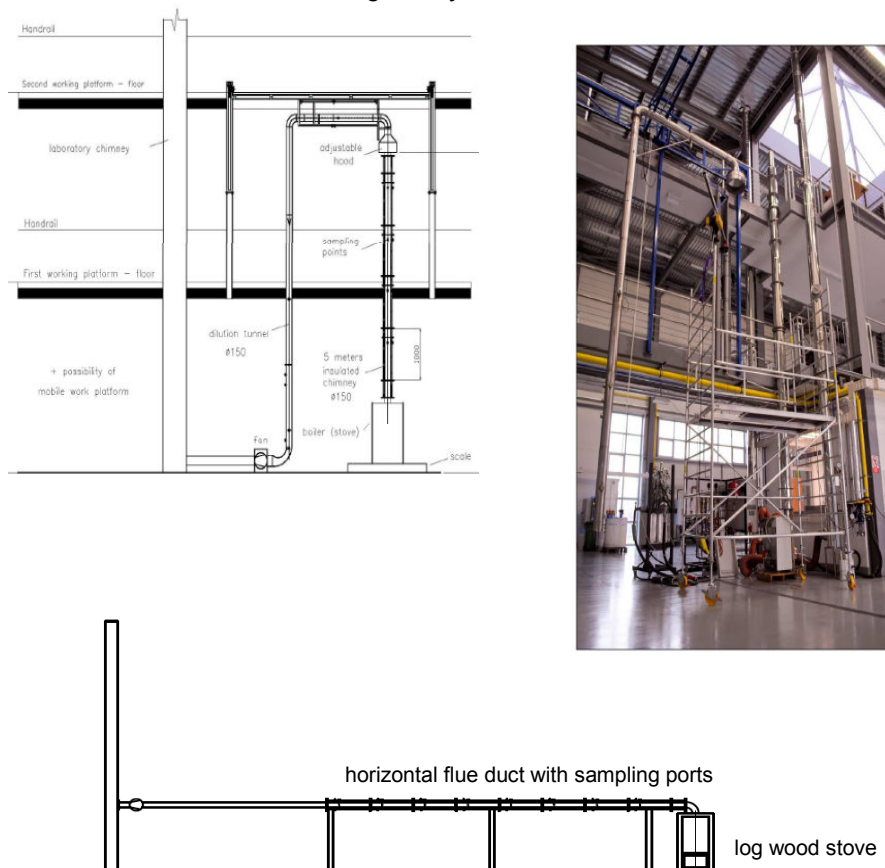 Handrail
Second working platform – floor
laboratory chimney
adjustable
hood
Handrail
sampling
points
First working platform – floor
dilution tunnel
ø150
5 meters
insulated
chimney
ø150
1000
+ possibility of
mobile work platform
boiler (stove)
fan
scale
horizontal flue duct with sampling ports
log wood stove